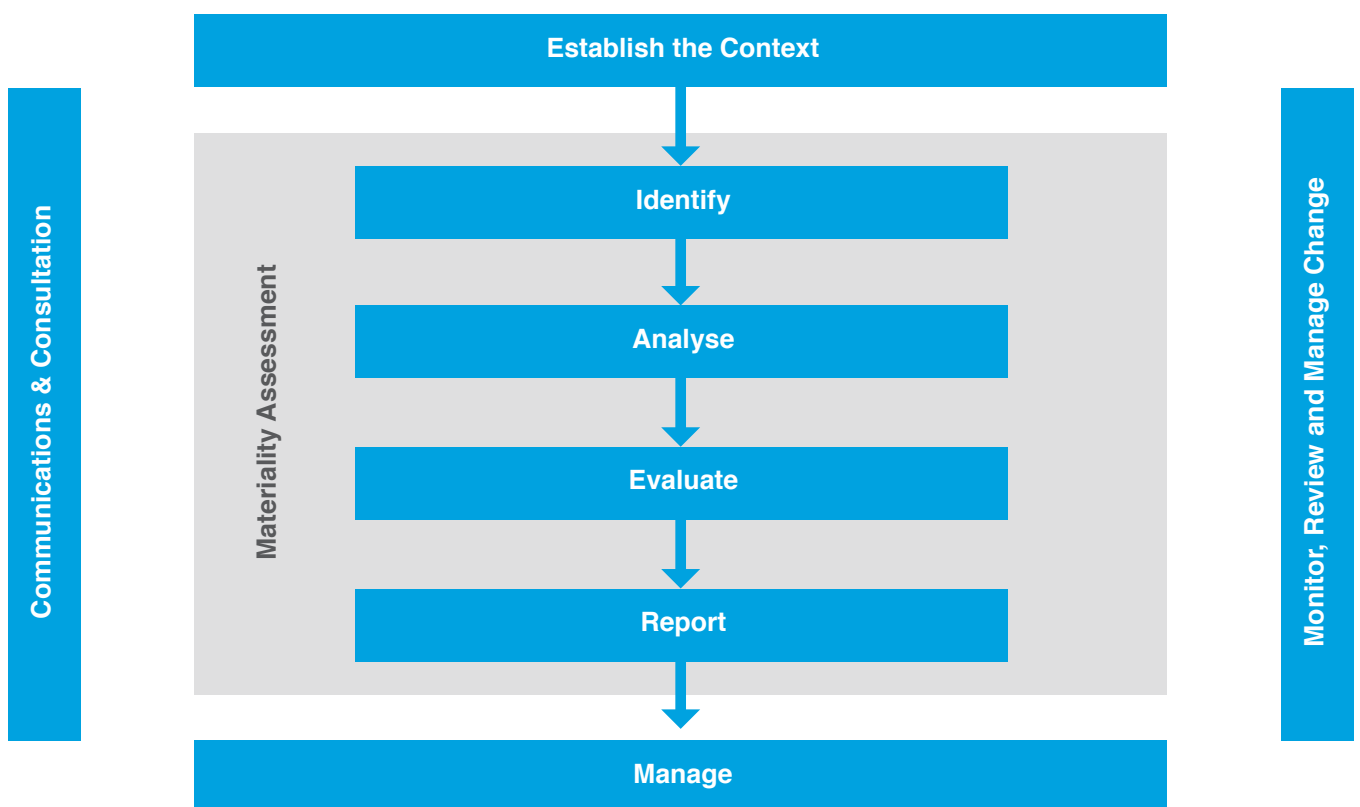 Establish the Context
Communications & Consultation
Materiality Assessment
Identify
Analyse
Evaluate
Report
Monitor, Review and Manage Change
Manage